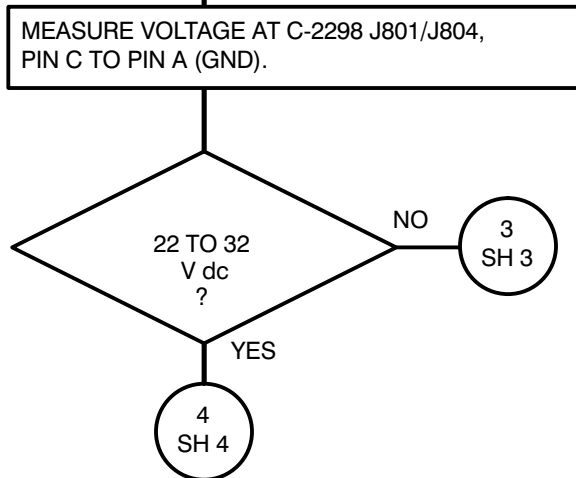 MEASURE VOLTAGE AT C-2298 J801/J804,
PIN C TO PIN A (GND).
22 TO 32
V dc
?
NO
3
SH 3
YES
4
SH 4